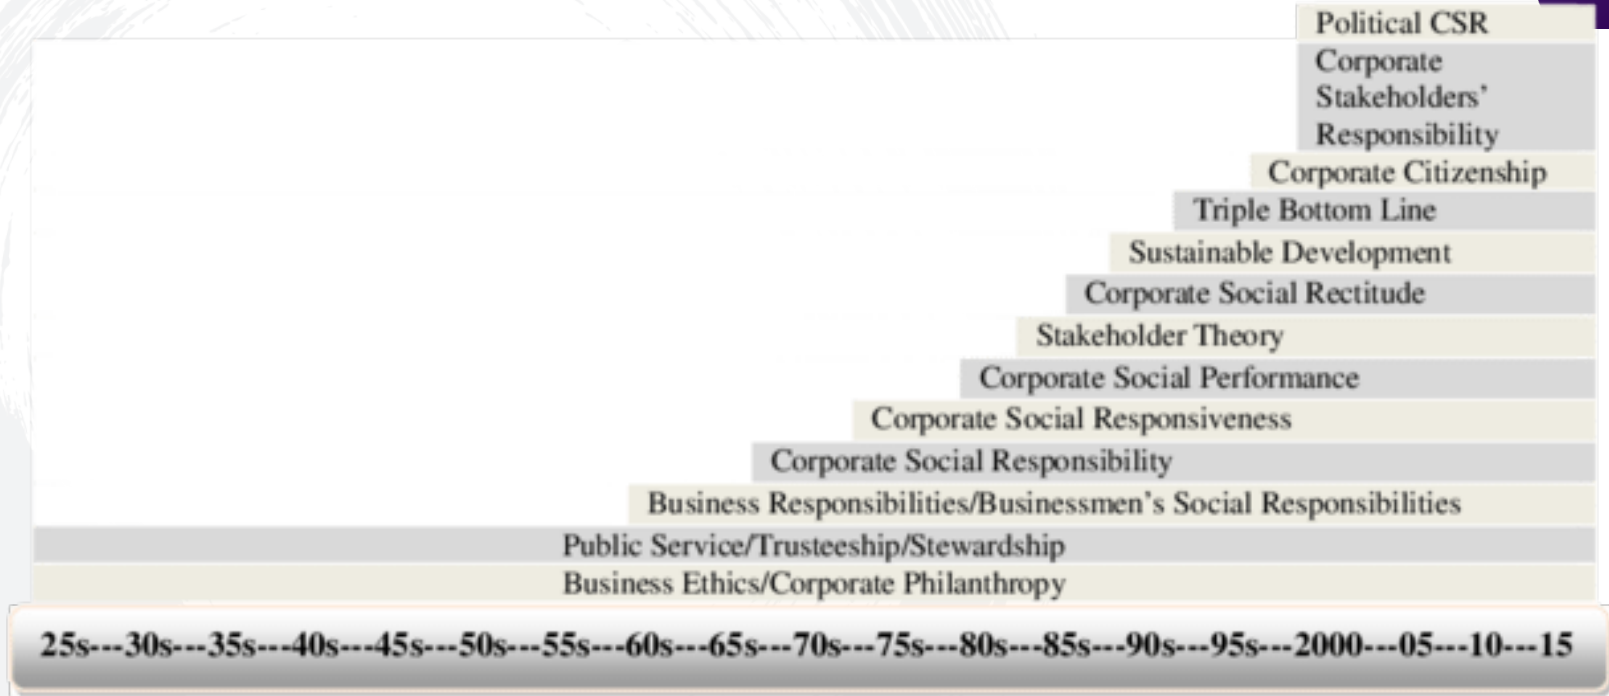 Political CSR
Corporate
Stakeholders’
Responsibility
Corporate Citizenship
Triple Bottom Line
Sustainable Development
Corporate Social Rectitude
Stakeholder Theory
Corporate Social Performance
Corporate Social Responsiveness
Corporate Social Responsibility
Business Responsibilities/Businessmen’s Social Responsibilities
Public Service/Trusteeship/Stewardship
Business Ethics/Corporate Philanthropy
25s---30s---35s---40s---45s---50s---55s---60s---65s---70s---75s---80s---85s---90s---95s---2000---05---10---15